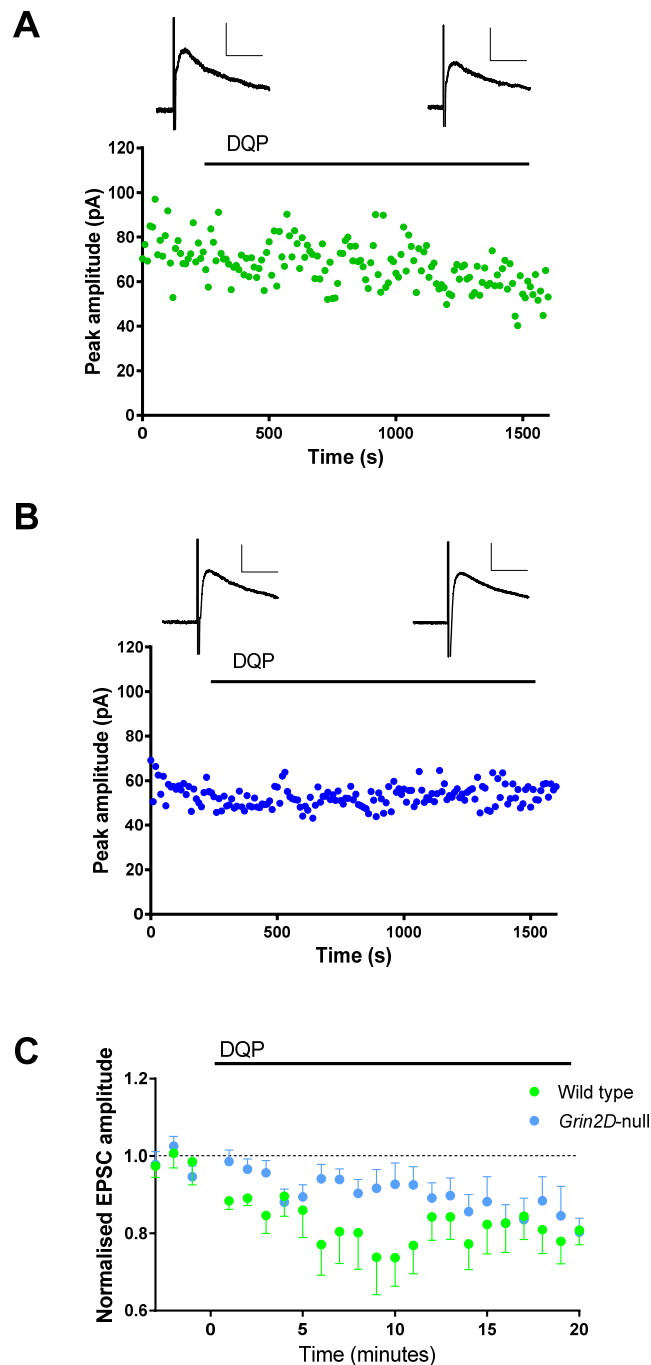 A
DQP
120
100
80
60
40
20
0
Peak amplitude (pA)
0 500 1000 1500
Time (s)
B
DQP
120
100
80
60
40
20
0
Peak amplitude (pA)
0 500 1000 1500
Time (s)
C
DQP
Wild type
Grin2D-null
1.2
1.0
0.8
0.6
Normalised EPSC amplitude
0 5 10 15 20
Time (minutes)